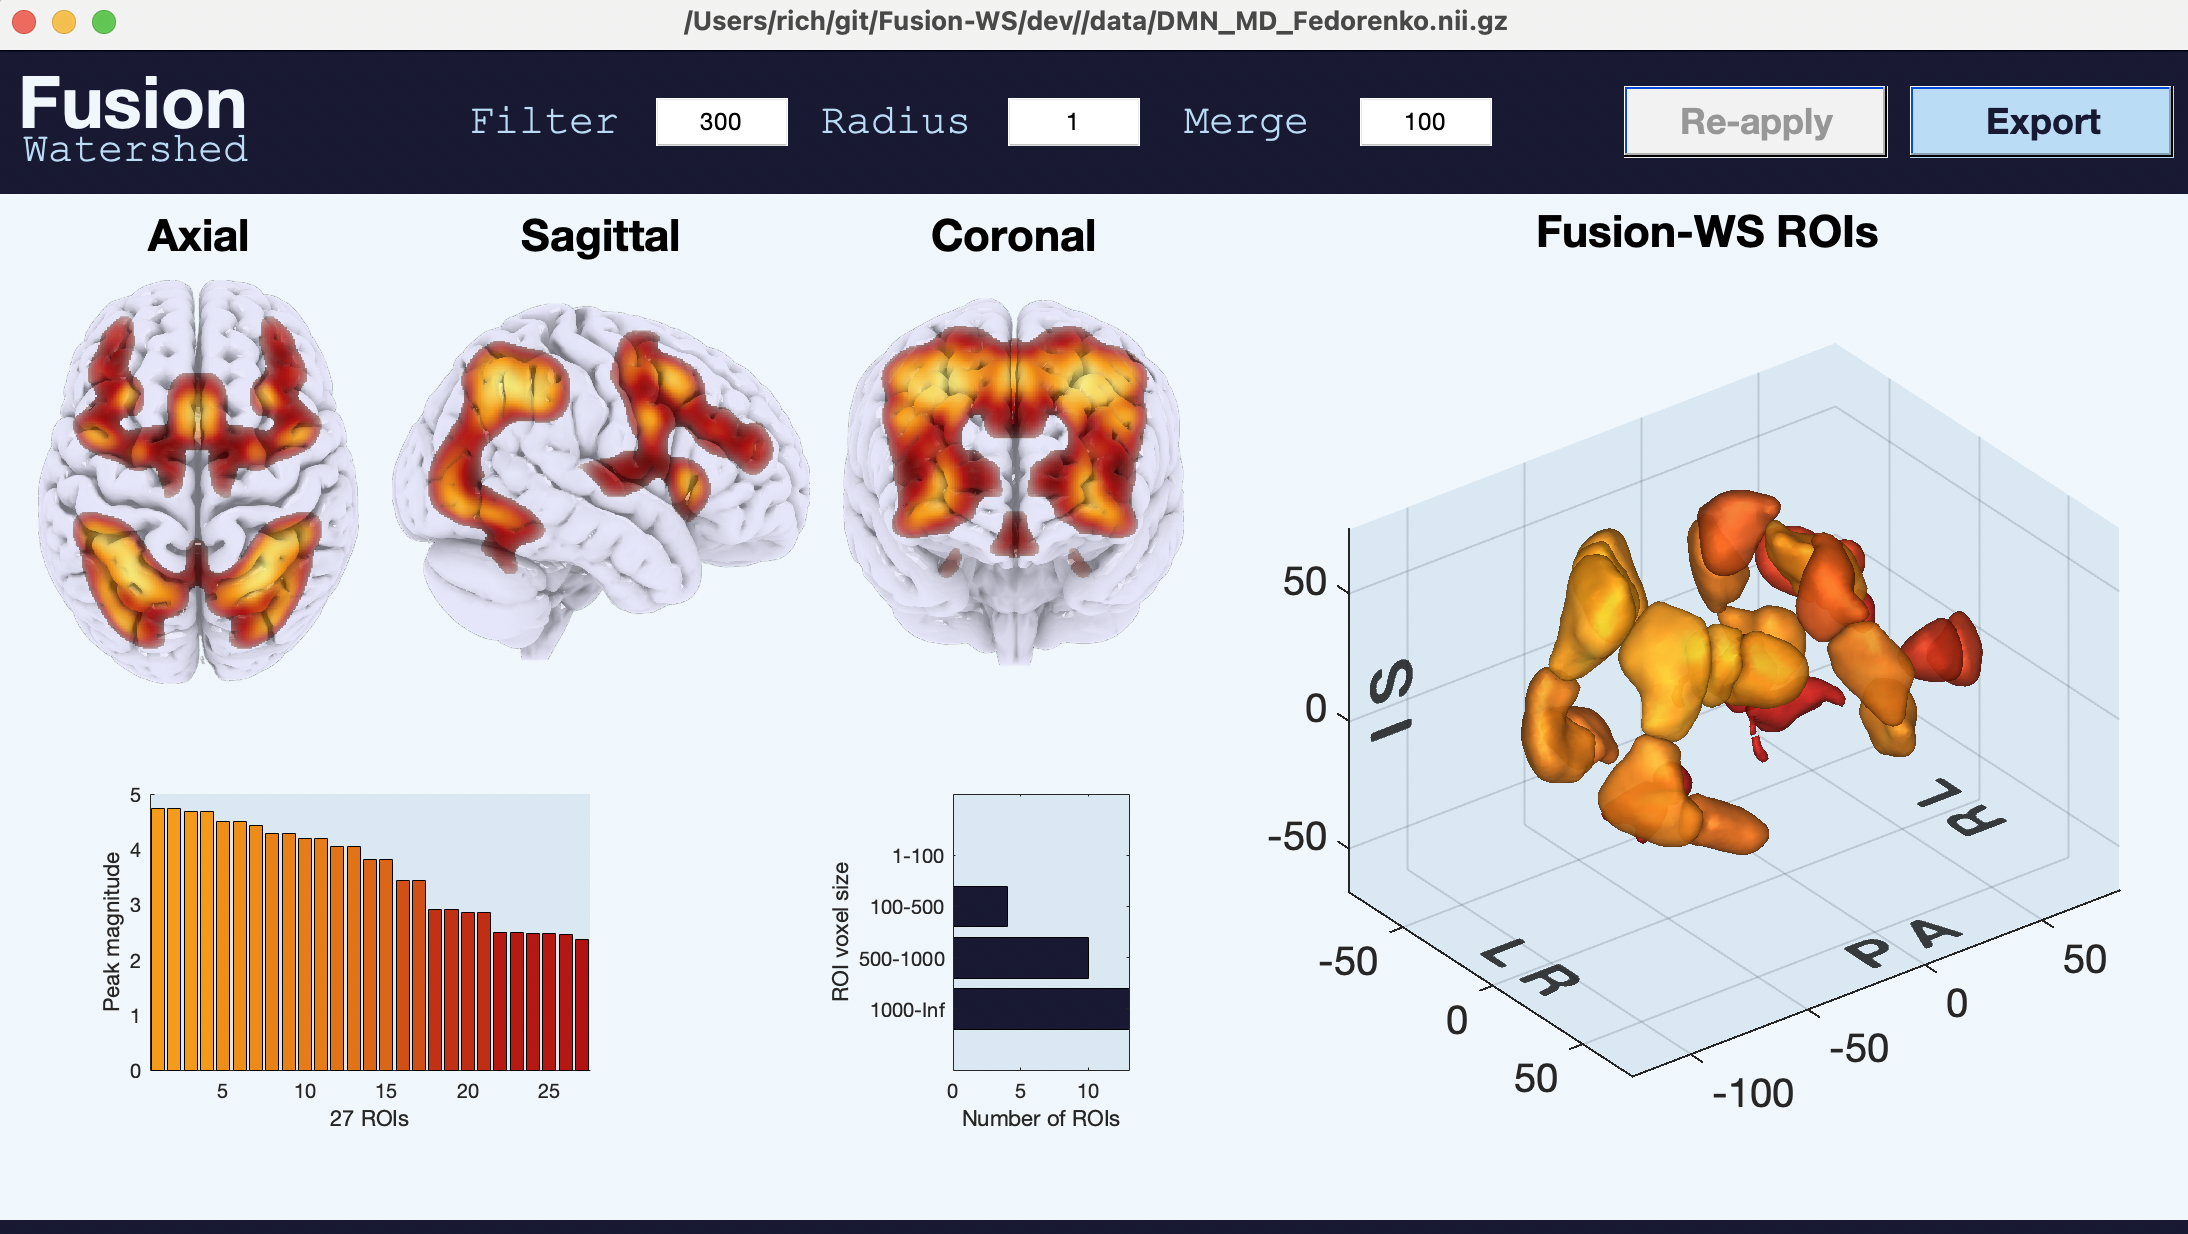 /Users/rich/git/Fusion-WS/dev//data/DMN_MD_Fedorenko.nii.gz
Fusion
Watershed
Filter 300 Radius 1 Merge 100 Re-apply Export
Axial Sagittal Coronal Fusion-WS ROIs
50
0
-50
I S
L R
P A
L R
-50
0
50
-100
-50
0
50
5
4
3
2
1
0
Peak magnitude
5 10 15 20 25
27 ROIs
ROI voxel size
1-100
100-500
500-1000
1000-Inf
0 5 10
Number of ROIs